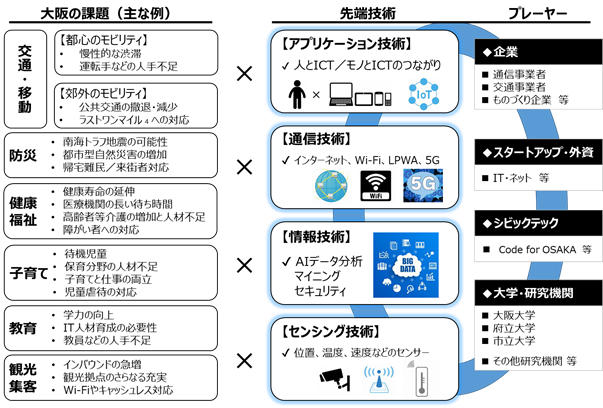 大阪の課題（主な例）
先端技術
プレーヤー
交通・移動
【都心のモビリティ】
・ 慢性的な渋滞
・ 運転手などの人手不足
【郊外のモビリティ】
・ 公共交通の撤退・減少
・ ラストワンマイル４への対応
防災
・ 南海トラフ地震の可能性
・ 都市型自然災害の増加
・ 帰宅難民／来街者対応
健康
福祉
・ 健康寿命の延伸
・ 医療機関の長い待ち時間
・ 高齢者等介護の増加と人材不足
・ 障がい者への対応
子育て
・ 待機児童
・ 保育分野の人材不足
・ 子育てと仕事の両立
・ 児童虐待の対応
教育
・ 学力の向上
・ IT人材育成の必要性
・ 教員などの人手不足
観光
集客
・ インバウンドの急増
・ 観光拠点のさらなる充実
・ Wi-Fiやキャッシュレス対応
×
×
×
×
【アプリケーション技術】
✓ 人とICT／モノとICTのつながり
×
IoT
【通信技術】
✓ インターネット、Wi-Fi、LPWA、5G
WiFi
5G
【情報技術】
✓ AIデータ分析
マイニング
セキュリティ
BIG
DATA
【センシング技術】
✓ 位置、温度、速度などのセンサー
◆企業
■ 通信事業者
■ 交通事業者
■ ものづくり企業 等
◆スタートアップ・外資
■ IT・ネット 等
◆シビックテック
■ Code for OSAKA 等
◆大学・研究機関
■ 大阪大学
■ 府立大学
■ 市立大学
■ その他研究機関 等